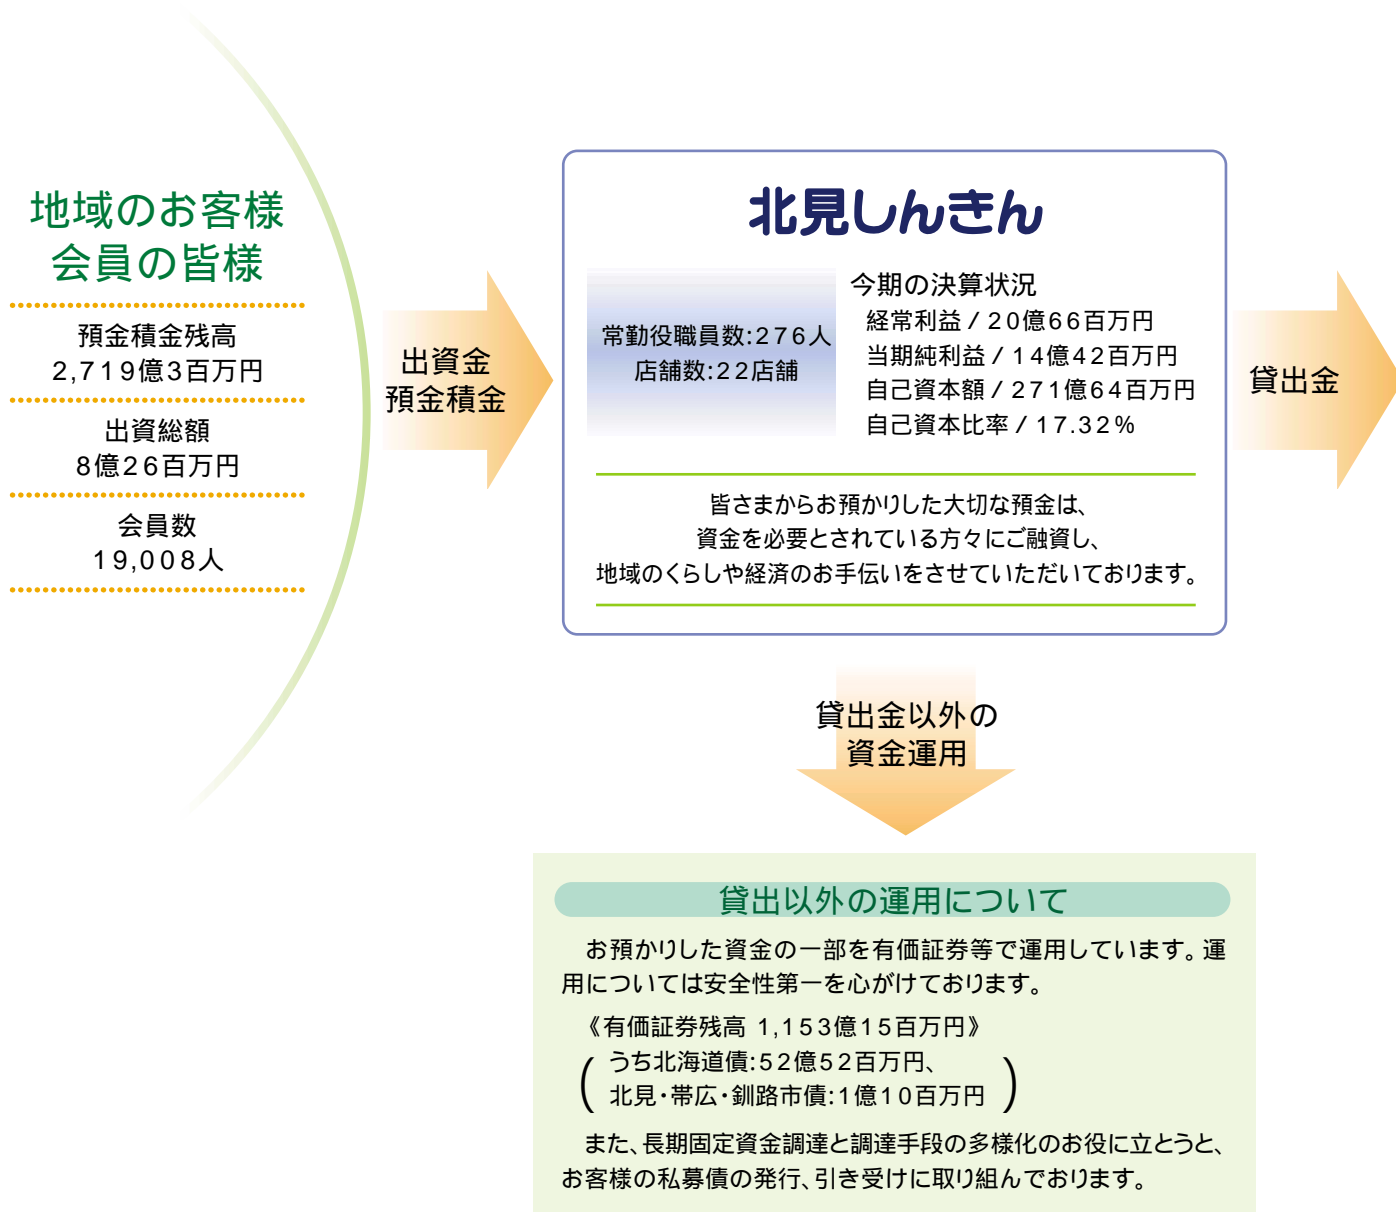 地域のお客様
会員の皆様
預金積金残高
2,719億3百万円
出資総額
8億26百万円
会員数
19,008人
出資金
預金積金
北見しんきん
常勤役職員数:276人
店舗数:22店舗
今期の決算状況
経常利益/20億66百万円
当期純利益/14億42百万円
自己資本額/271億64百万円
自己資本比率/17.32%
皆さまからお預かりした大切な預金は、
資金を必要とされている方々にご融資し、
地域のくらしや経済のお手伝いをさせていただいております。
貸出金
貸出金以外の
資金運用
貸出以外の運用について
お預かりした資金の一部を有価証券等で運用しています。運
用については安全性第一を心がけております。
《有価証券残高 1,153億15百万円》
(うち北海道債:52億52百万円、
北見・帯広・釧路市債:1億10百万円)
また、長期固定資金調達と調達手段の多様化のお役に立とうと、
お客様の私募債の発行、引き受けに取り組んでおります。